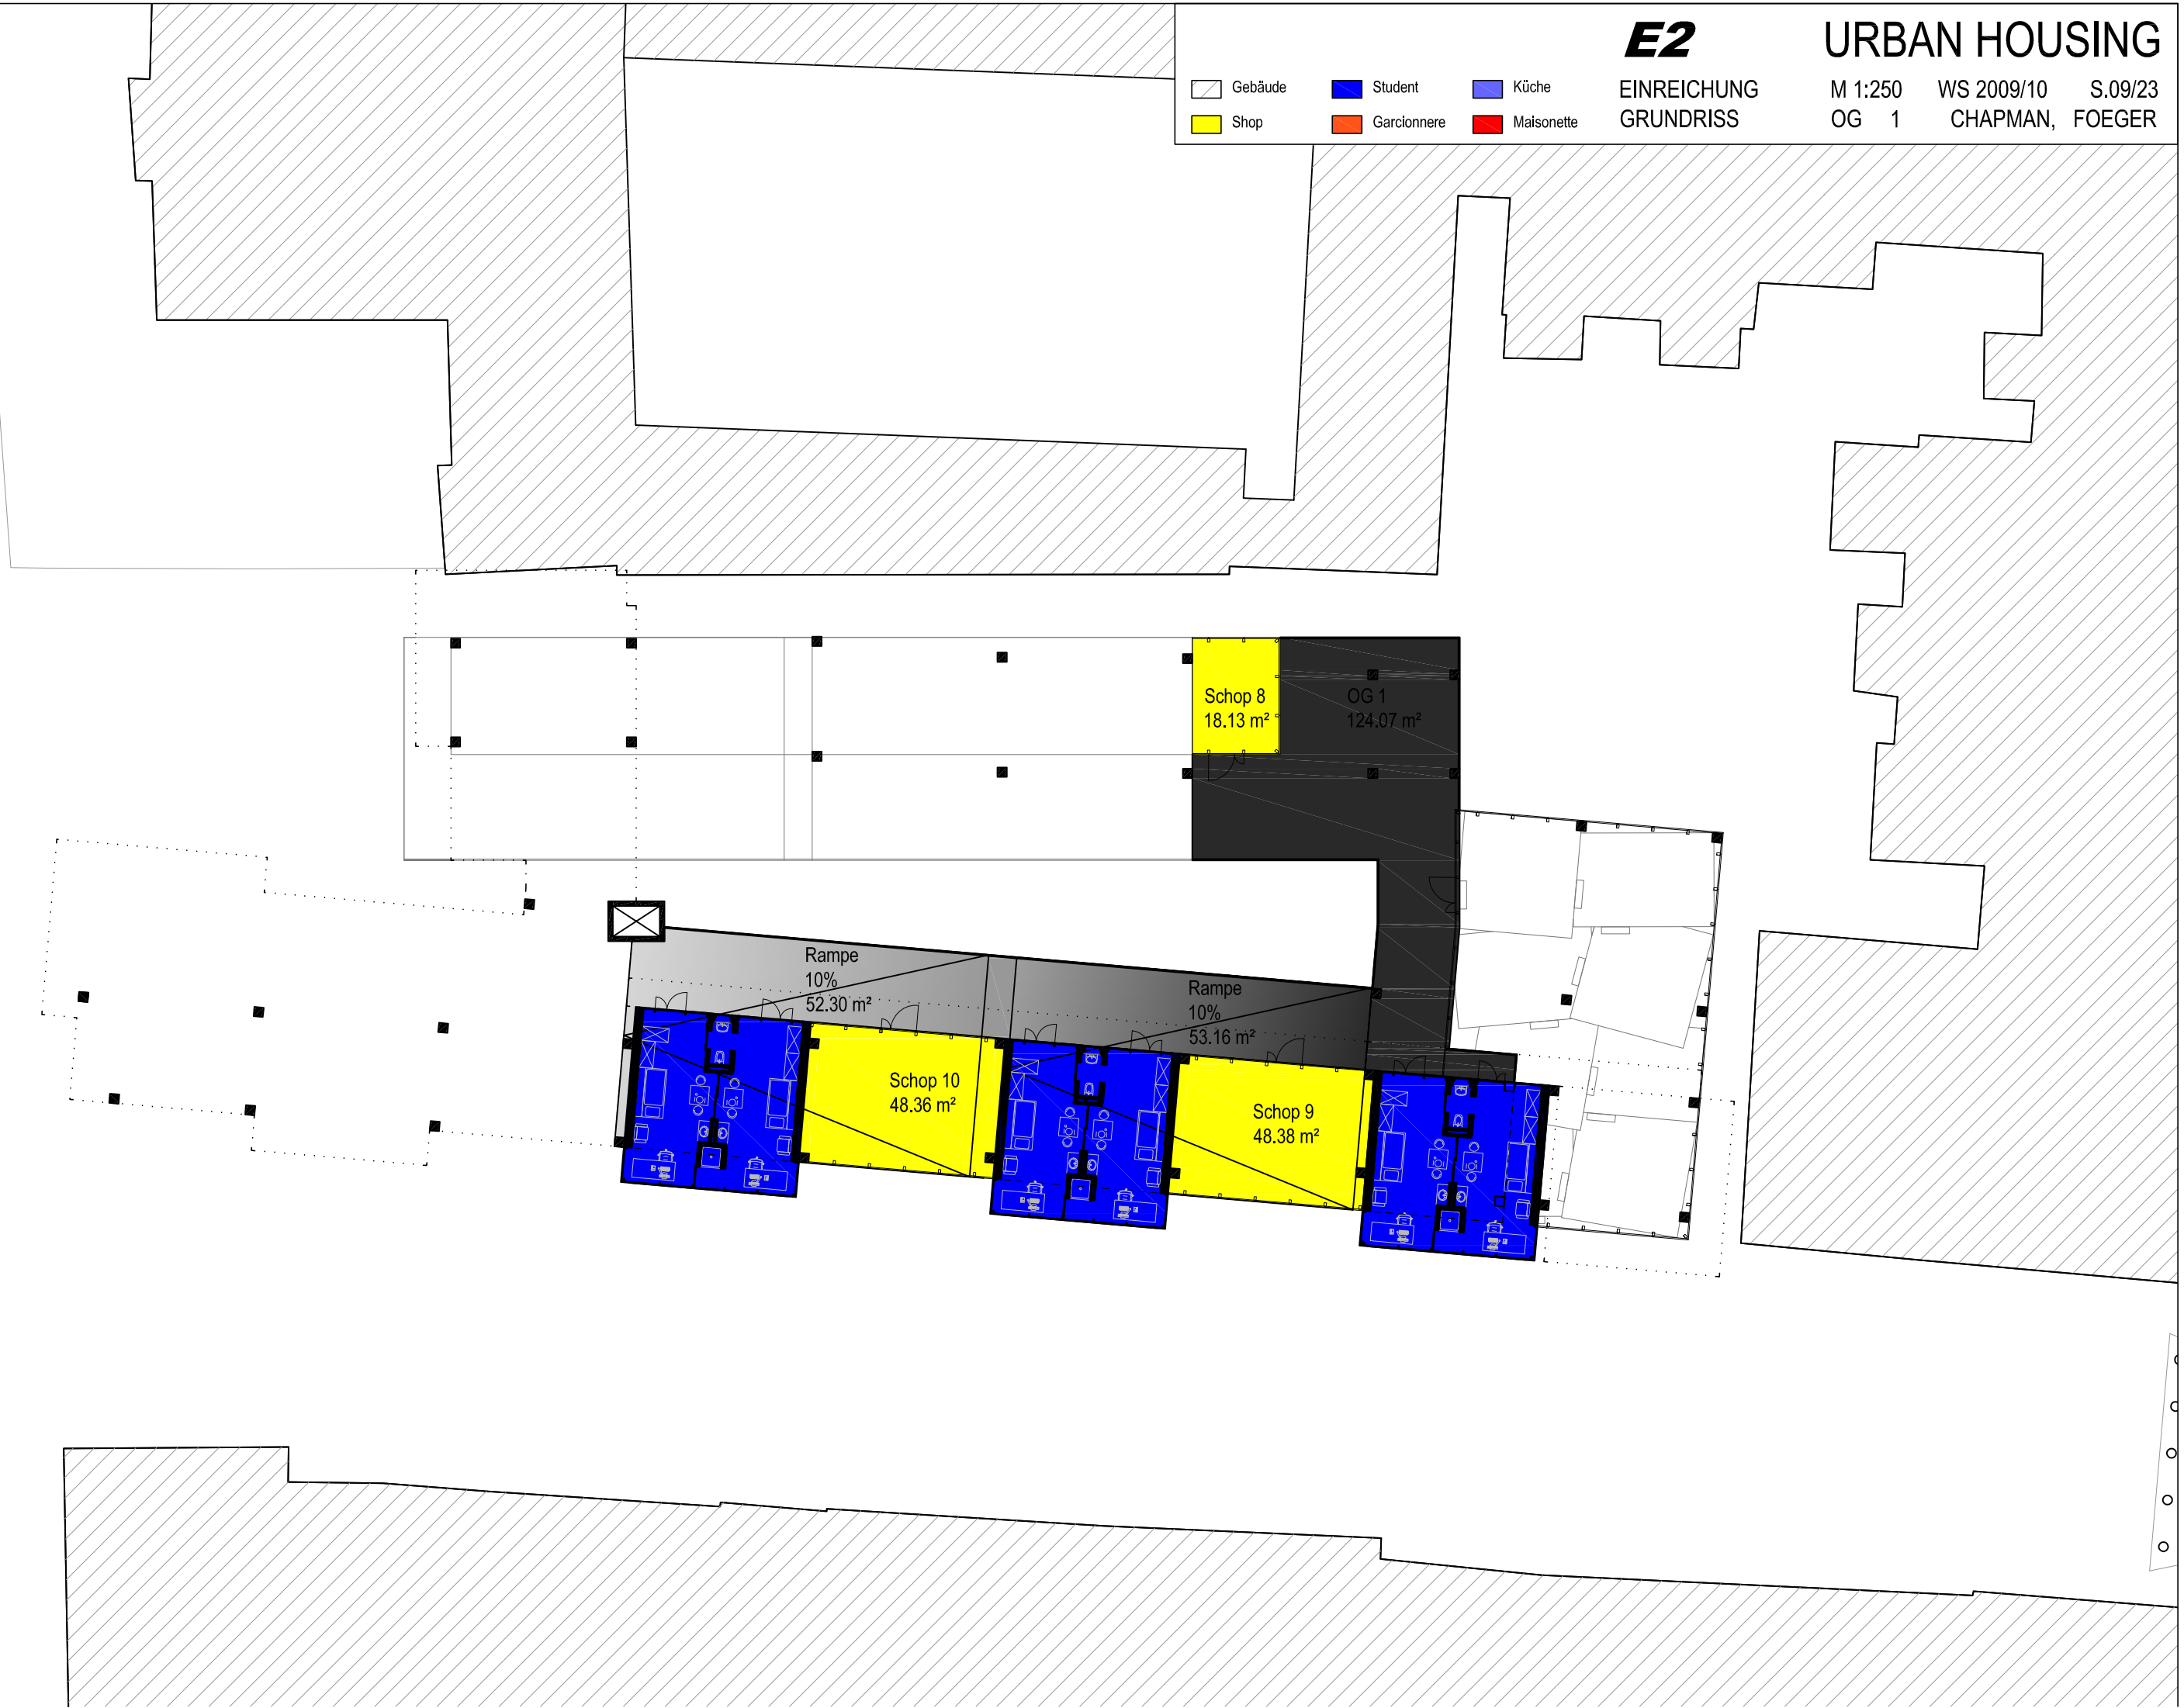 E2 URBAN HOUSING
Gebäude Student Küche EINREICHUNG M 1:250 WS 2009/10 S.09/23
Shop Garcionnere Maisonette GRUNDRISS OG 1 CHAPMAN, FOEGER
Schop 8
18.13 m²
OG 1
124.07 m²
Rampe
10%
52.30 m²
Rampe
10%
53.16 m²
Schop 10
48.36 m²
Schop 9
48.38 m²